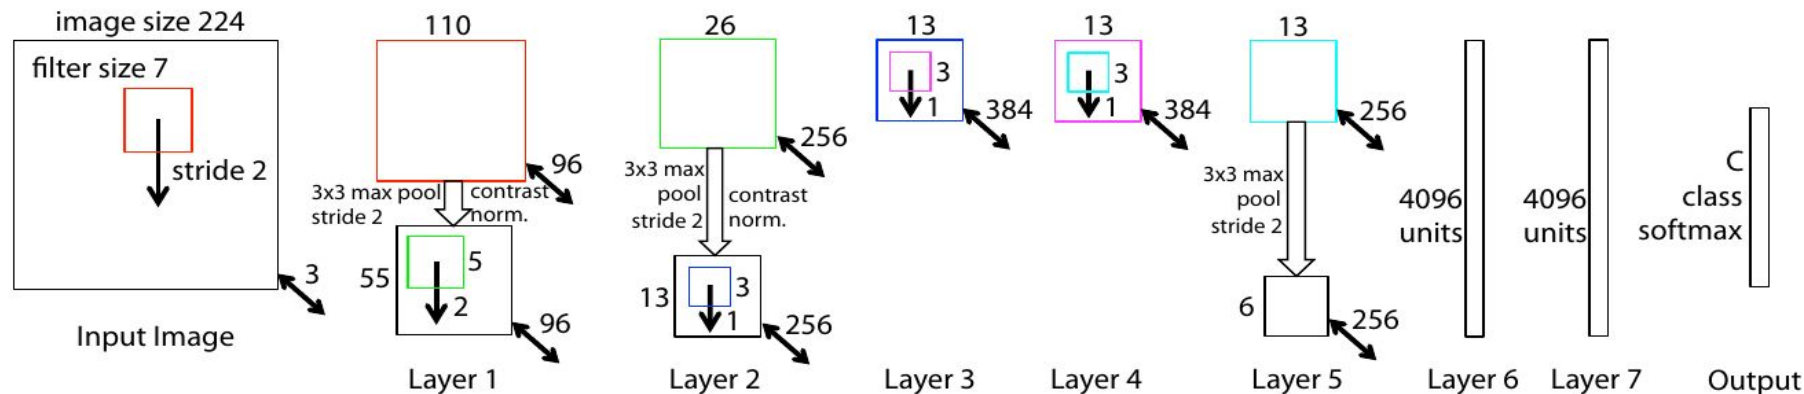 image size 224
filter size 7
stride 2
3
Input Image
110
96
3x3 max pool
stride 2
contrast
norm.
55
5
2
96
Layer 1
26
256
3x3 max
pool
stride 2
contrast
norm.
13
3
1
256
Layer 2
13
3
1
384
Layer 3
13
3
1
384
Layer 4
13
256
3x3 max
pool
stride 2
6
256
Layer 5
4096
units
Layer 6
4096
units
Layer 7
C
class
softmax
Output